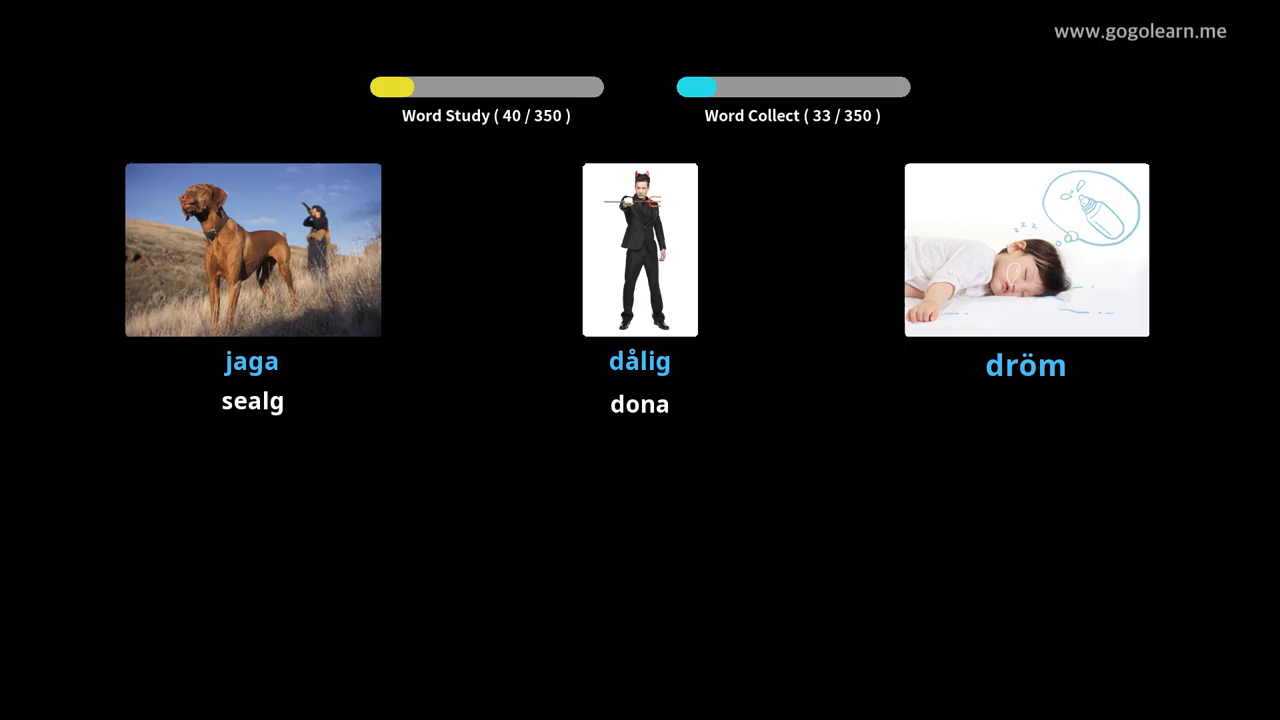 www.gogolearn.me
Word Study ( 40 / 350 )
Word Collect ( 33 / 350 )
jaga
sealg
dålig
dona
z z z
dröm